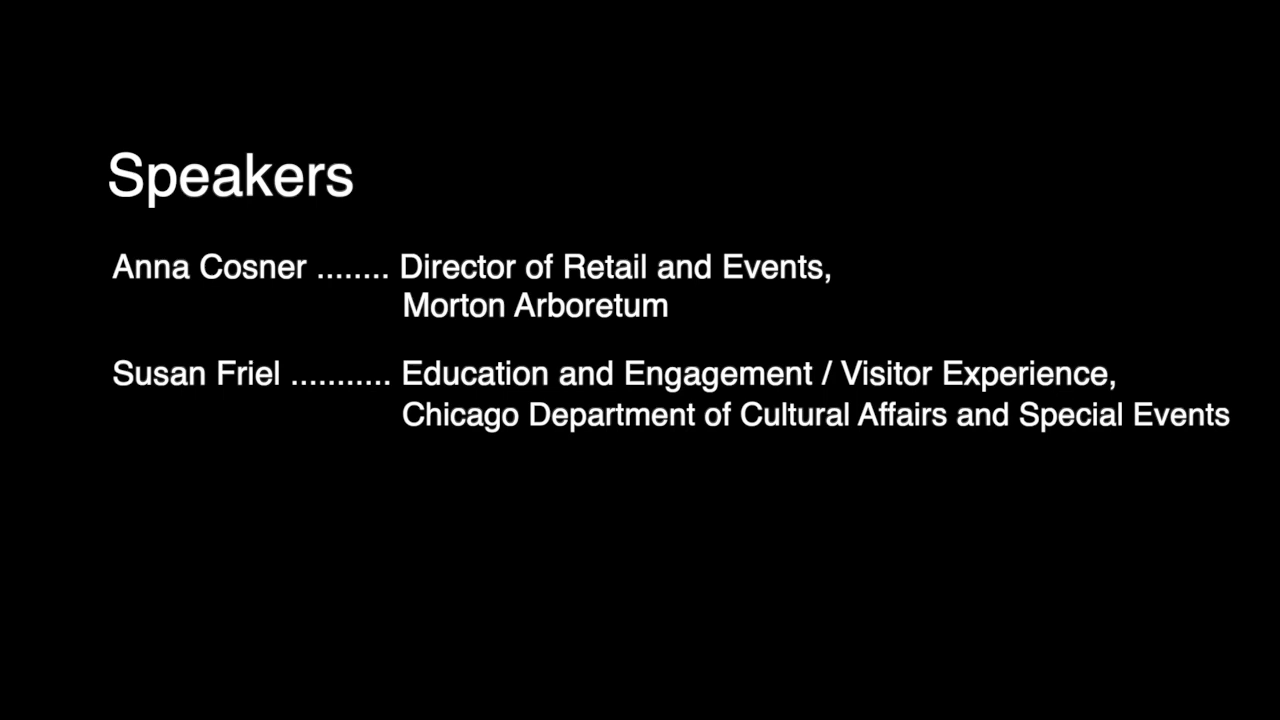 Speakers
Anna Cosner ........ Director of Retail and Events,
Morton Arboretum
Susan Friel ........... Education and Engagement / Visitor Experience,
Chicago Department of Cultural Affairs and Special Events